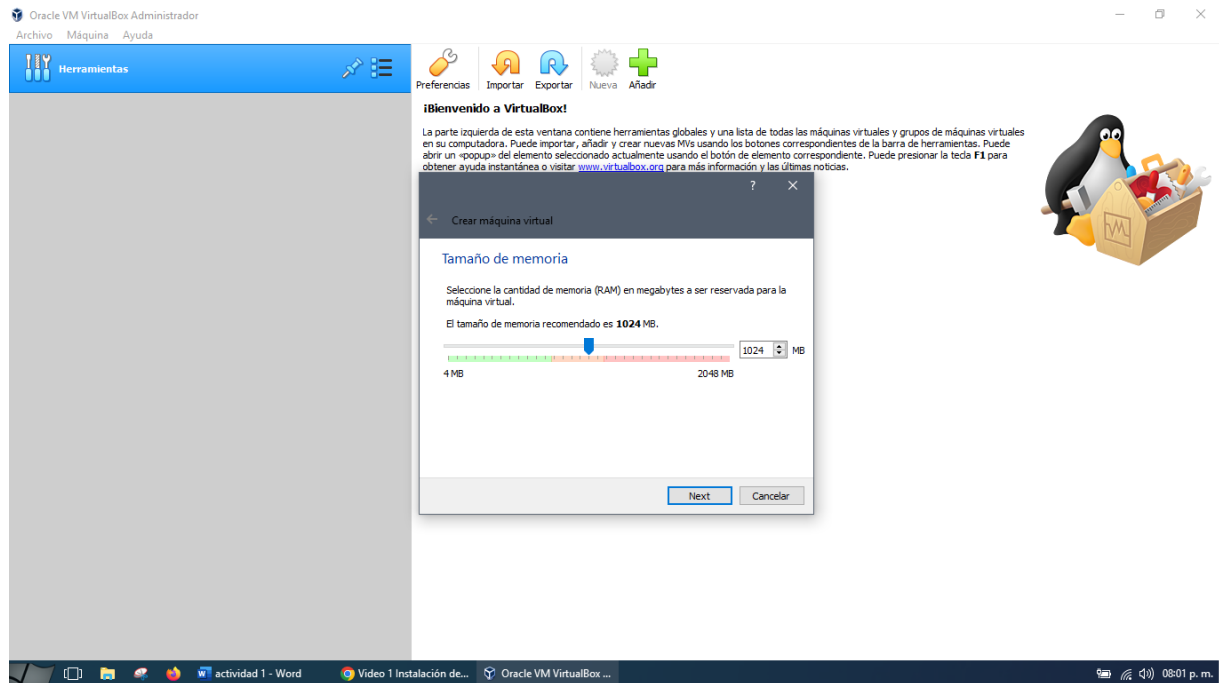 Oracle VM VirtualBox Administrador
Archivo Máquina Ayuda
Herramientas
Preferencias Importar Exportar Nueva Añadir
¡Bienvenido a VirtualBox!
La parte izquierda de esta ventana contiene herramientas globales y una lista de todas las máquinas virtuales y grupos de máquinas virtuales
en su computadora. Puede importar, añadir y crear nuevas MVs usando los botones correspondientes de la barra de herramientas. Puede
abrir un «popup» del elemento seleccionado actualmente usando el botón de elemento correspondiente. Puede presionar la tecla F1 para
obtener ayuda instantánea o visitar www.virtualbox.org para más información y las últimas noticias.
?
Crear máquina virtual
Tamaño de memoria
Seleccione la cantidad de memoria (RAM) en megabytes a ser reservada para la
máquina virtual.
El tamaño de memoria recomendado es 1024 MB.
1024 MB
4 MB 2048 MB
Next Cancelar
actividad 1 - Word Video 1 Instalación de... Oracle VM VirtualBox ... 08:01 p. m.